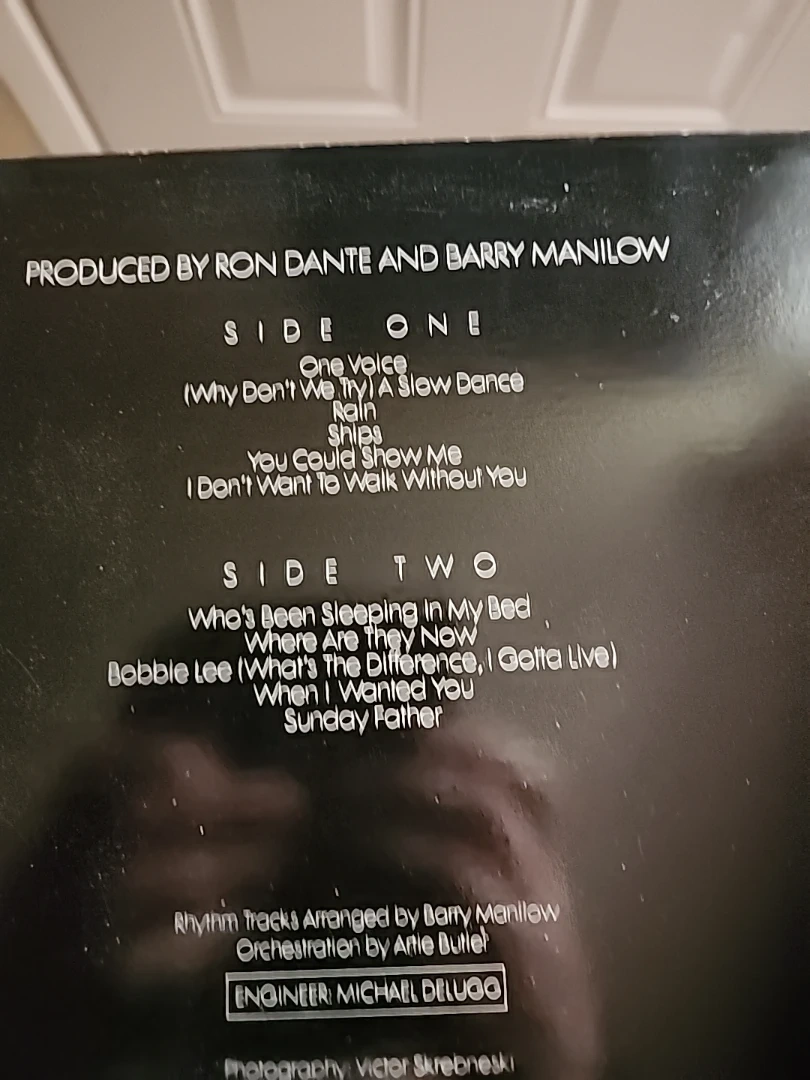 PRODUCED BY RON DANTE AND BARRY MANILOW
SIDE ONE
One Voice
(Why Don't We Try) A Slow Dance
Rain
Ships
You Could Show Me
I Don't Want To Walk Without You
SIDE TWO
Who's Been Sleeping In My Bed
Where Are They Now
Bobbie Lee (What's The Difference, I Gotta Live)
When I Wanted You
Sunday Father
Rhythm Tracks Arranged by Barry Manilow
Orchestration by Artie Butler
ENGINEER: MICHAEL DELUGG
Photography: Victor Skrebneski